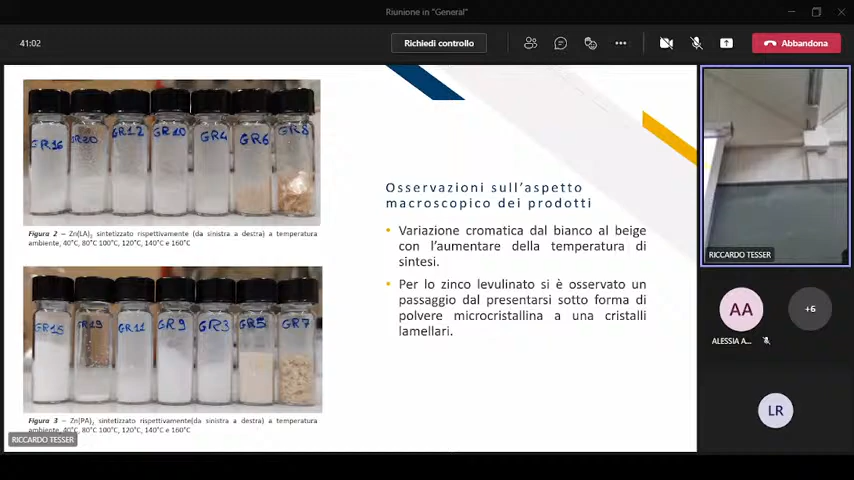 Riunione in "General"
41:02
Richiedi controllo
Abbandona
GR16 GR20 GR12 GR10 GR4 GR6 GR8
Figura 2 – Zn(LA)2 sintetizzato rispettivamente (da sinistra a destra) a temperatura
ambiente, 40°C, 80°C 100°C, 120°C, 140°C e 160°C
GR15 GR19 GR11 GR9 GR3 GR5 GR7
Figura 3 – Zn(PA)2 sintetizzato rispettivamente(da sinistra a destra) a temperatura
ambiente, 40°C, 80°C 100°C, 120°C, 140°C e 160°C
RICCARDO TESSER
Osservazioni sull'aspetto
macroscopico dei prodotti
• Variazione cromatica dal bianco al beige
con l'aumentare della temperatura di
sintesi.
• Per lo zinco levulinato si è osservato un
passaggio dal presentarsi sotto forma di
polvere microcristallina a una cristalli
lamellari.
RICCARDO TESSER
AA
+6
ALESSIA A...
LR